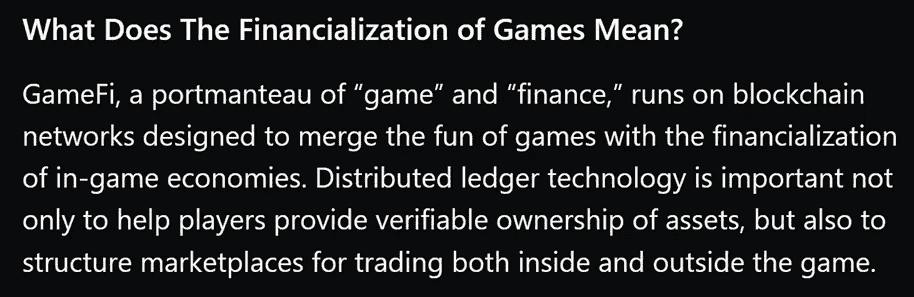 What Does The Financialization of Games Mean?
GameFi, a portmanteau of “game” and “finance,” runs on blockchain
networks designed to merge the fun of games with the financialization
of in-game economies. Distributed ledger technology is important not
only to help players provide verifiable ownership of assets, but also to
structure marketplaces for trading both inside and outside the game.